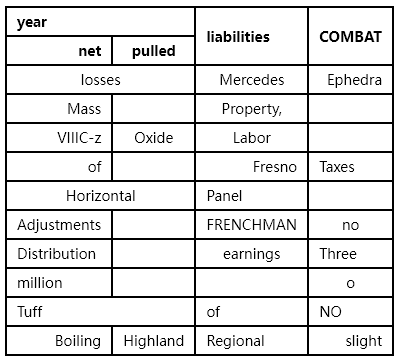 year liabilities COMBAT
net pulled
losses Mercedes Ephedra
Mass Property,
VIIIC-z Oxide Labor
of Fresno Taxes
Horizontal Panel
Adjustments FRENCHMAN no
Distribution earnings Three
million o
Tuff of NO
Boiling Highland Regional slight